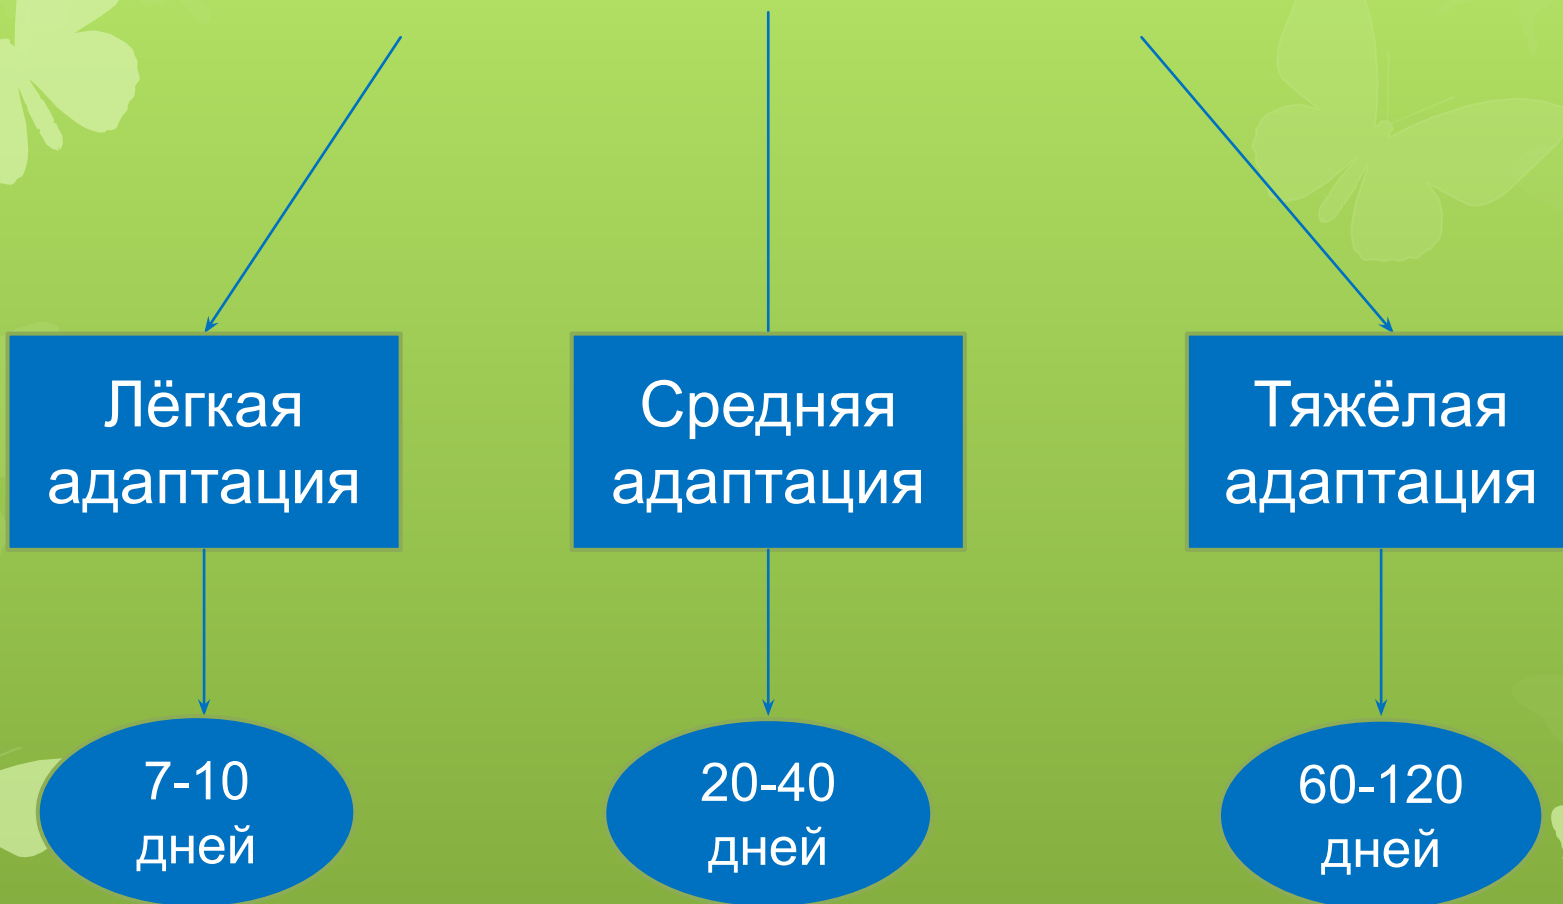 Лёгкая
адаптация
Средняя
адаптация
Тяжёлая
адаптация
7-10
дней
20-40
дней
60-120
дней